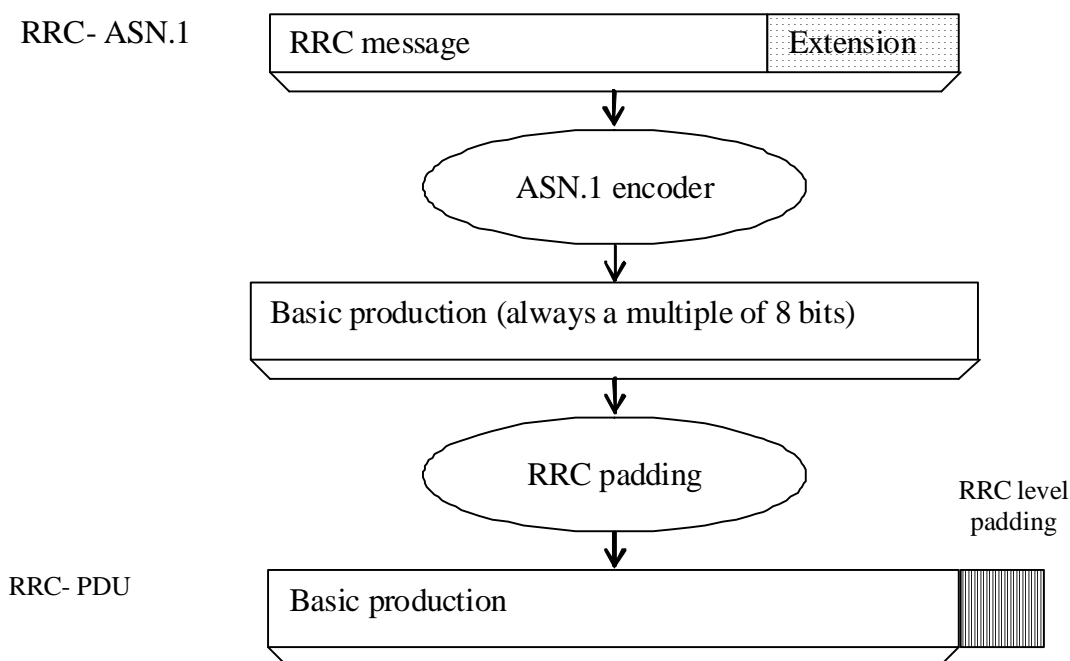 RRC- ASN.1
RRC message
Extension
ASN.1 encoder
Basic production (always a multiple of 8 bits)
RRC padding
RRC level
padding
RRC- PDU
Basic production